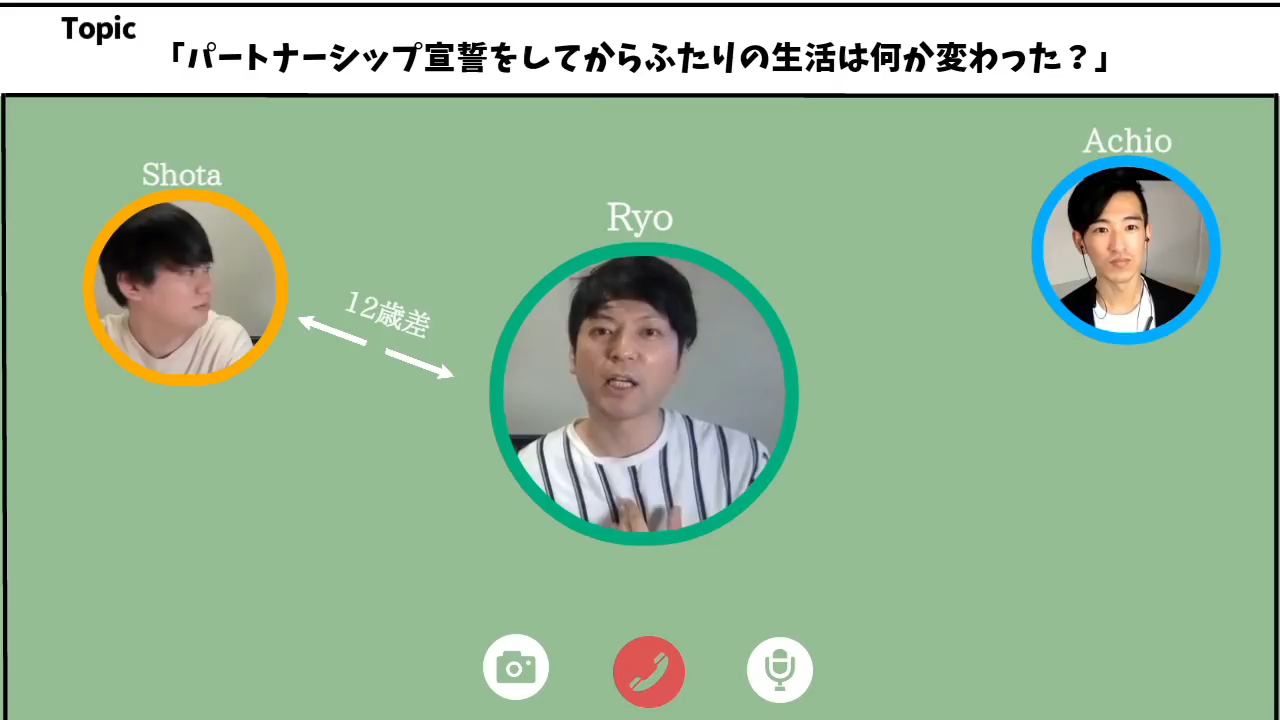 Topic
「パートナーシップ宣誓をしてからふたりの生活は何か変わった？」
Shota
Ryo
Achio
12歳差